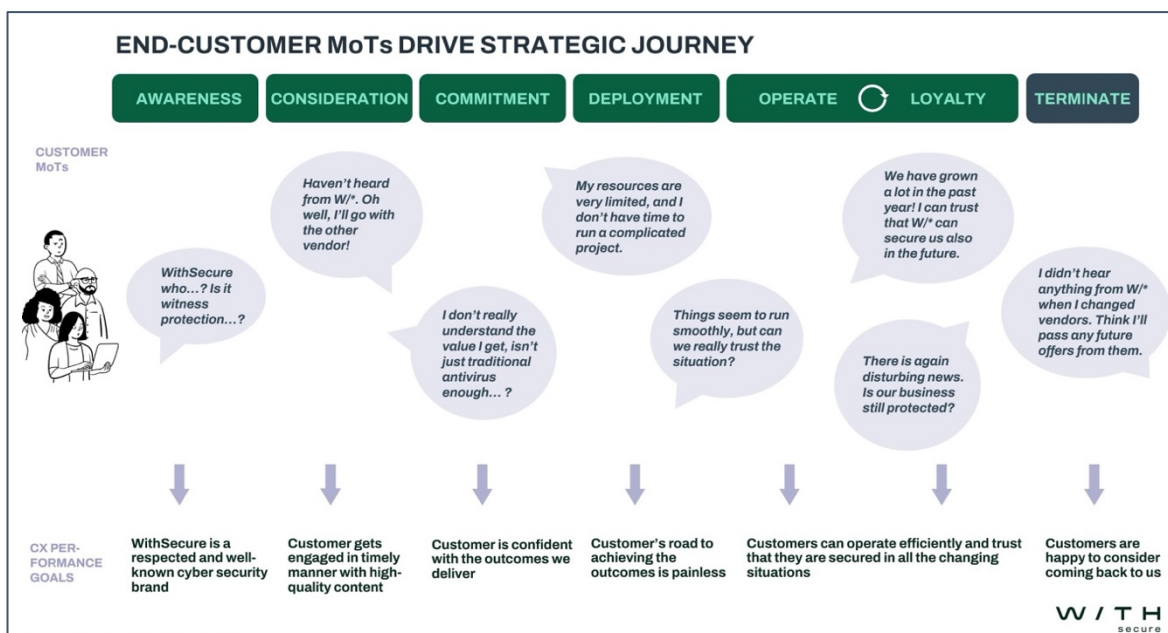 END-CUSTOMER MoTs DRIVE STRATEGIC JOURNEY
AWARENESS
CONSIDERATION
COMMITMENT
DEPLOYMENT
OPERATE
LOYALTY
TERMINATE
CUSTOMER
MoTs
WithSecure
who...? Is it
witness
protection...?
Haven't heard
from W/*. Oh
well, I'll go with
the other
vendor!
I don't really
understand the
value I get, isn't
just traditional
antivirus
enough... ?
My resources are
very limited, and I
don't have time to
run a complicated
project.
Things seem to run
smoothly, but can
we really trust the
situation?
We have grown
a lot in the past
year! I can trust
that W/* can
secure us also
in the future.
There is again
disturbing news.
Is our business
still protected?
I didn't hear
anything from W/*
when I changed
vendors. Think I'll
pass any future
offers from them.
CX PER-
FORMANCE
GOALS
WithSecure is a
respected and well-
known cyber security
brand
Customer gets
engaged in timely
manner with high-
quality content
Customer is confident
with the outcomes we
deliver
Customer's road to
achieving the
outcomes is painless
Customers can operate efficiently and trust
that they are secured in all the changing
situations
Customers are
happy to consider
coming back to us
W / T H
secure